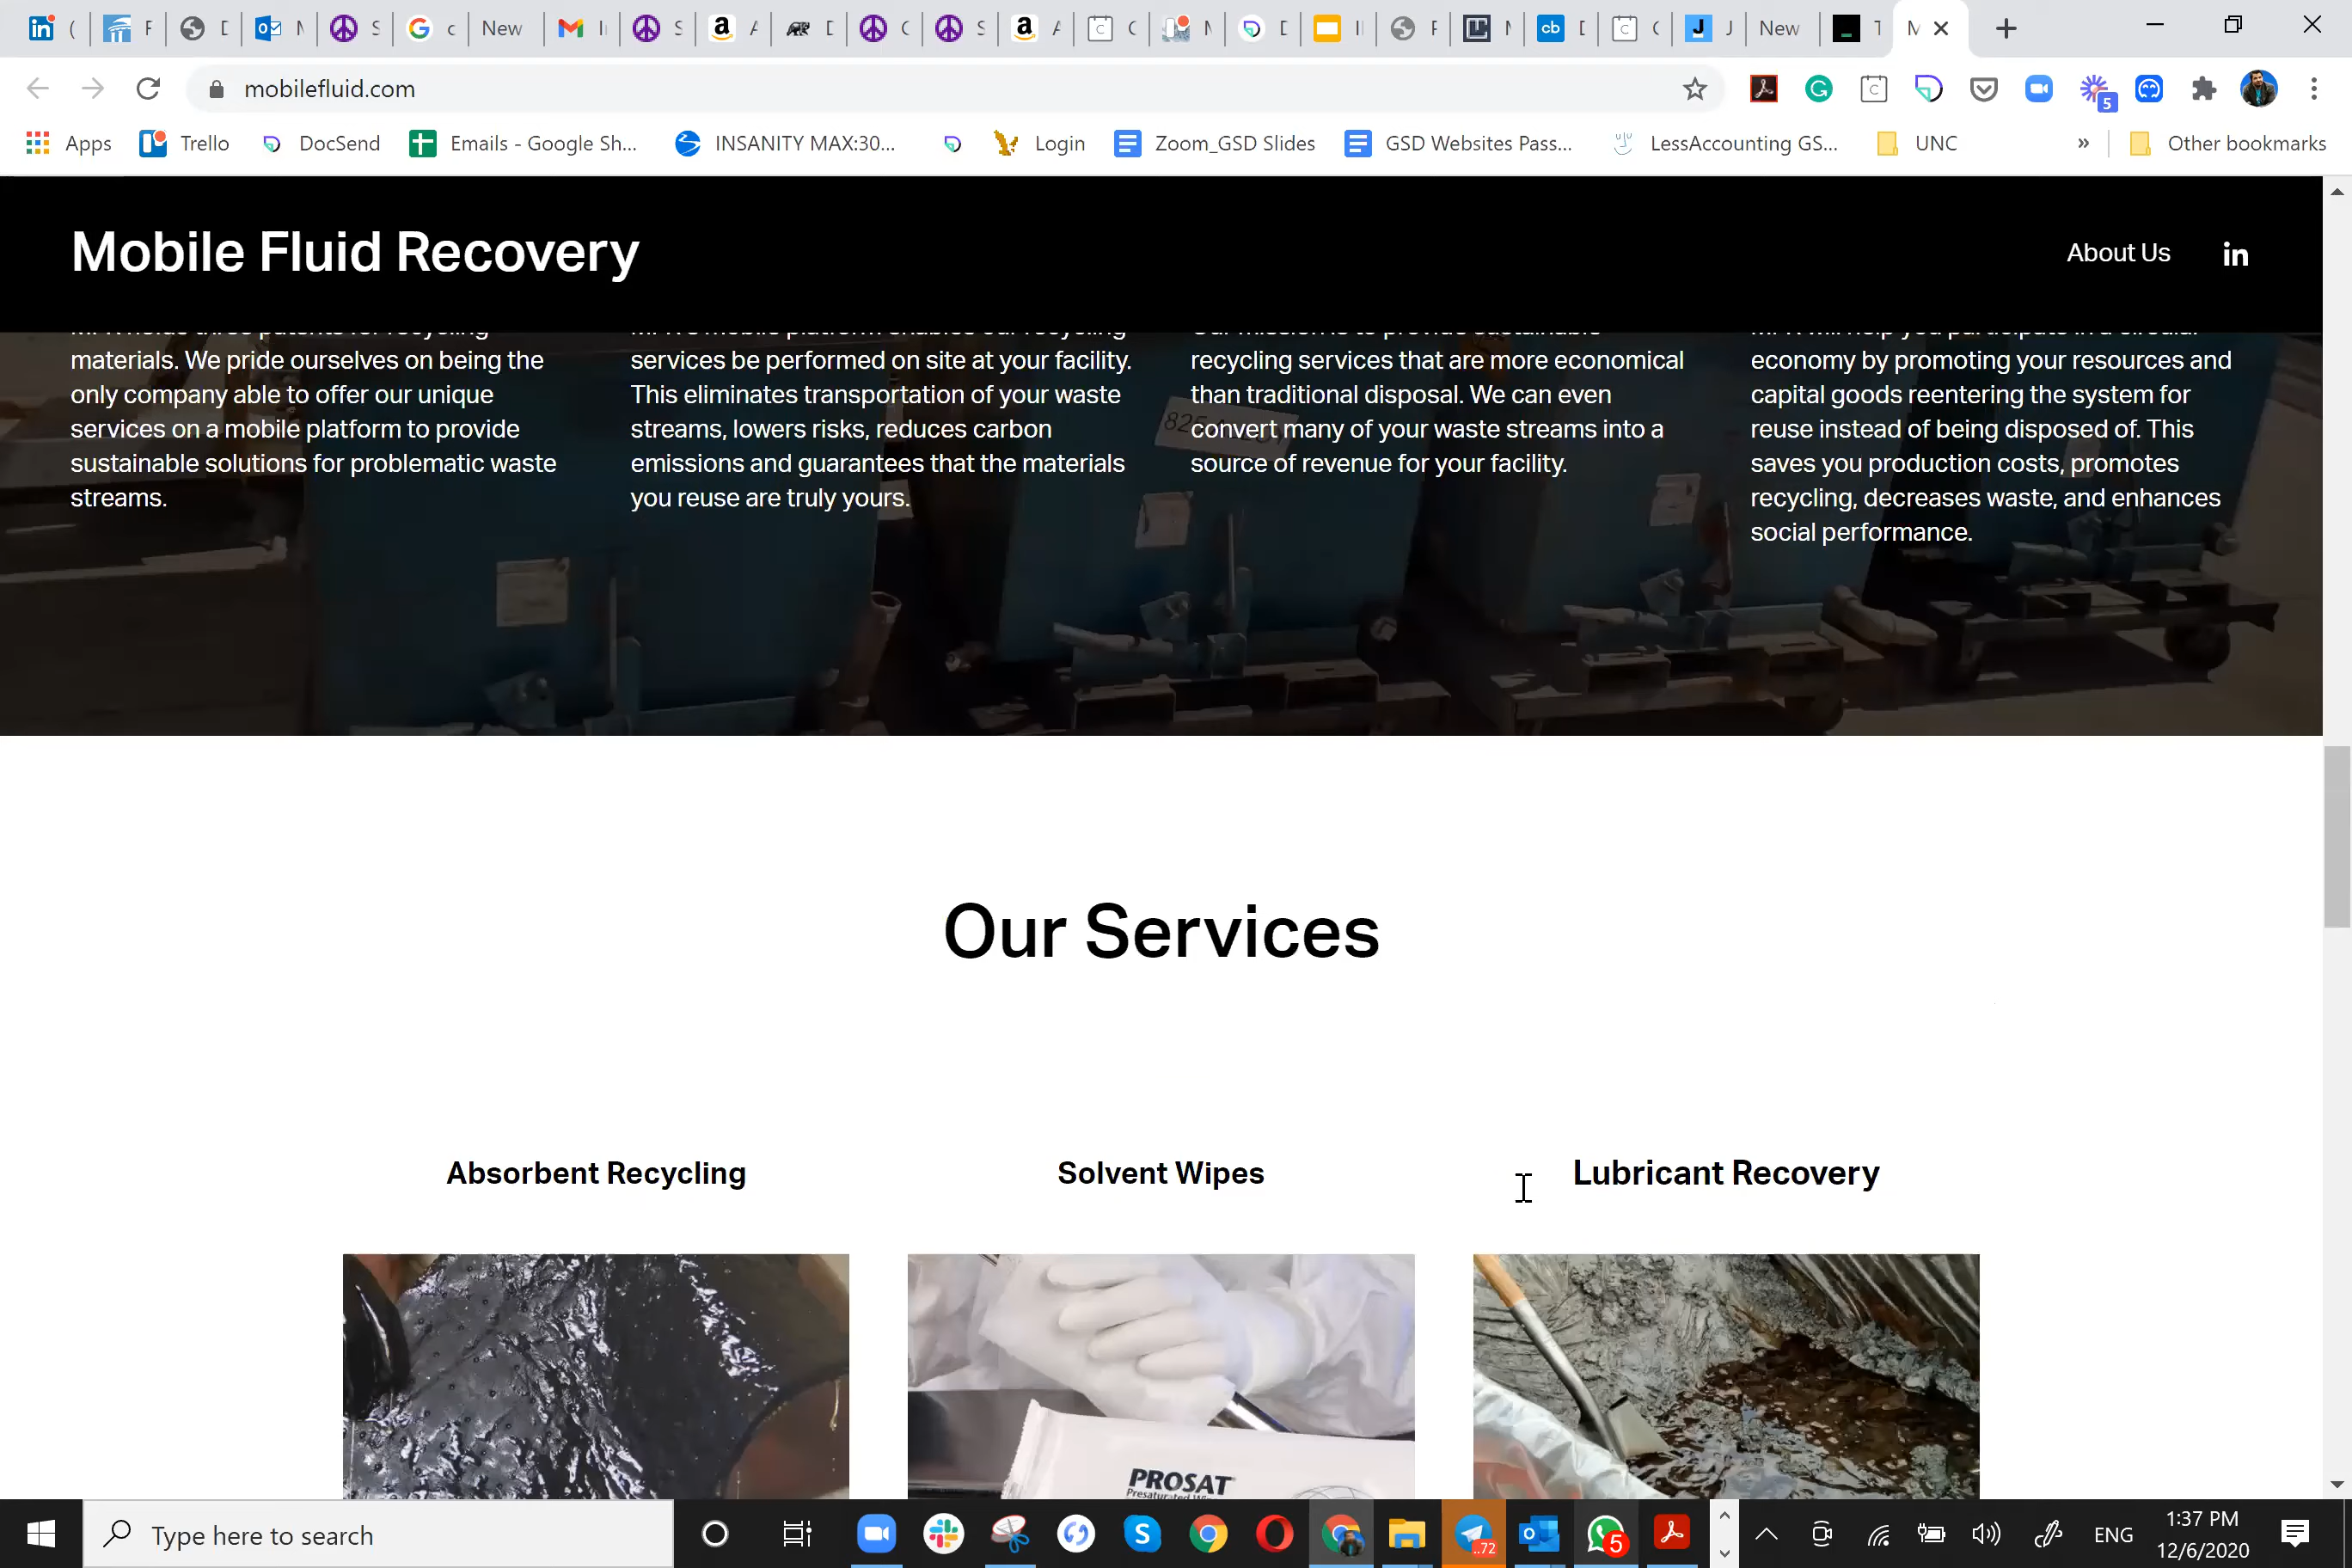 ( F D M S c New I S A D C S A C M D I F M D C J New T M
mobilefluid.com
5
Apps Trello DocSend Emails - Google Sh... INSANITY MAX:30... Login Zoom_GSD Slides GSD Websites Pass... LessAccounting GS... UNC » Other bookmarks
Mobile Fluid Recovery
About Us in
materials. We pride ourselves on being the
only company able to offer our unique
services on a mobile platform to provide
sustainable solutions for problematic waste
streams.
services be performed on site at your facility.
This eliminates transportation of your waste
streams, lowers risks, reduces carbon
emissions and guarantees that the materials
you reuse are truly yours.
recycling services that are more economical
than traditional disposal. We can even
convert many of your waste streams into a
source of revenue for your facility.
economy by promoting your resources and
capital goods reentering the system for
reuse instead of being disposed of. This
saves you production costs, promotes
recycling, decreases waste, and enhances
social performance.
Our Services
Absorbent Recycling
Solvent Wipes
Lubricant Recovery
PROSAT
Type here to search
..72
5
ENG
1:37 PM
12/6/2020